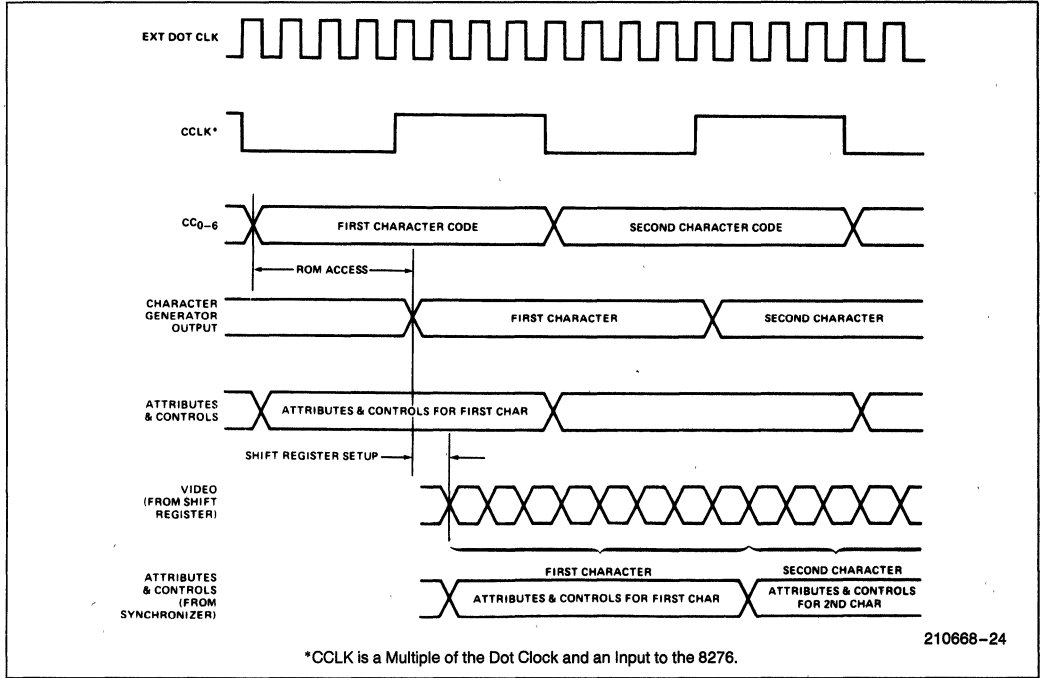 EXT DOT CLK
CCLK*
CC0–6
FIRST CHARACTER CODE
SECOND CHARACTER CODE
ROM ACCESS
CHARACTER
GENERATOR
OUTPUT
FIRST CHARACTER
SECOND CHARACTER
ATTRIBUTES
& CONTROLS
ATTRIBUTES & CONTROLS FOR FIRST CHAR
SHIFT REGISTER SETUP
VIDEO
(FROM SHIFT
REGISTER)
FIRST CHARACTER
SECOND CHARACTER
ATTRIBUTES
& CONTROLS
(FROM
SYNCHRONIZER)
ATTRIBUTES & CONTROLS FOR FIRST CHAR
ATTRIBUTES & CONTROLS
FOR 2ND CHAR
210668–24
*CCLK is a Multiple of the Dot Clock and an Input to the 8276.